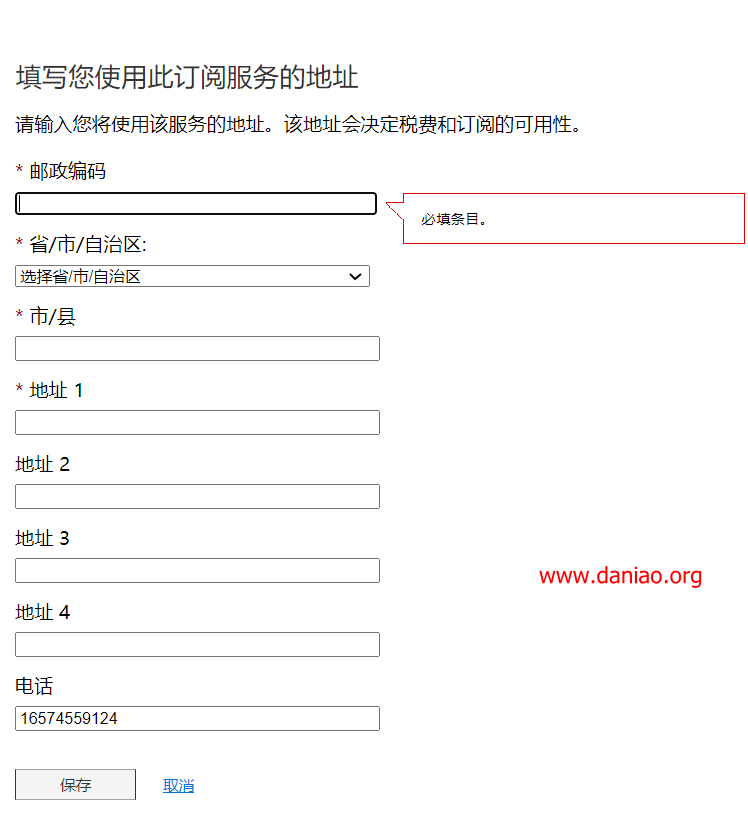 填写您使用此订阅服务的地址
请输入您将使用该服务的地址。该地址会决定税费和订阅的可用性。
* 邮政编码
必填条目。
* 省/市/自治区:
选择省/市/自治区
* 市/县
* 地址 1
地址 2
地址 3
www.daniao.org
地址 4
电话
16574559124
保存 取消